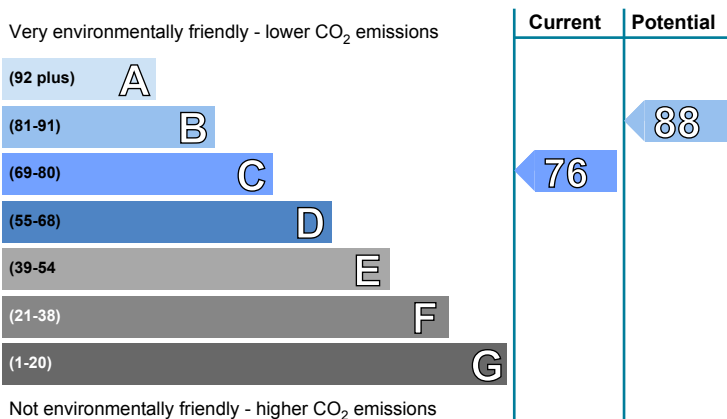 Current Potential
Very environmentally friendly - lower CO2 emissions
(92 plus) A
(81-91) B 88
(69-80) C 76
(55-68) D
(39-54 E
(21-38) F
(1-20) G
Not environmentally friendly - higher CO2 emissions